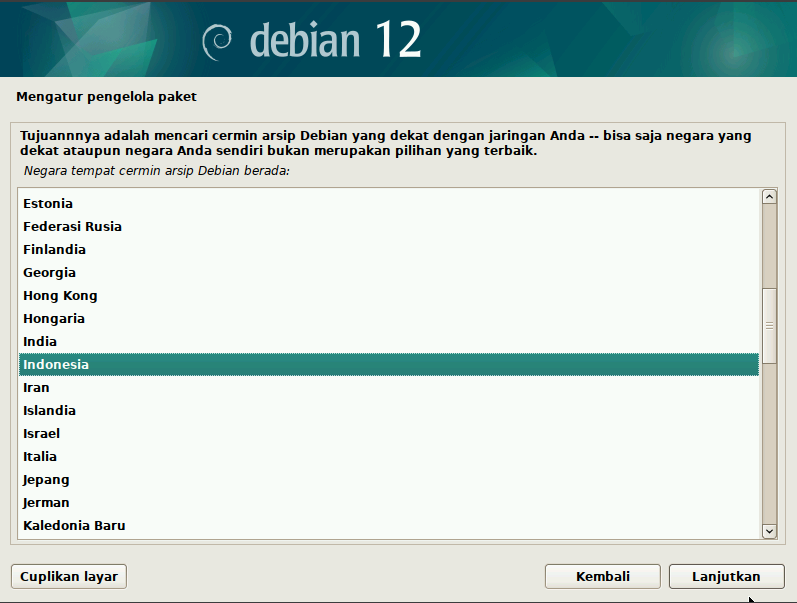 debian 12
Mengatur pengelola paket
Tujuannnya adalah mencari cermin arsip Debian yang dekat dengan jaringan Anda -- bisa saja negara yang
dekat ataupun negara Anda sendiri bukan merupakan pilihan yang terbaik.
Negara tempat cermin arsip Debian berada:
Estonia
Federasi Rusia
Finlandia
Georgia
Hong Kong
Hongaria
India
Indonesia
Iran
Islandia
Israel
Italia
Jepang
Jerman
Kaledonia Baru
Cuplikan layar
Kembali
Lanjutkan